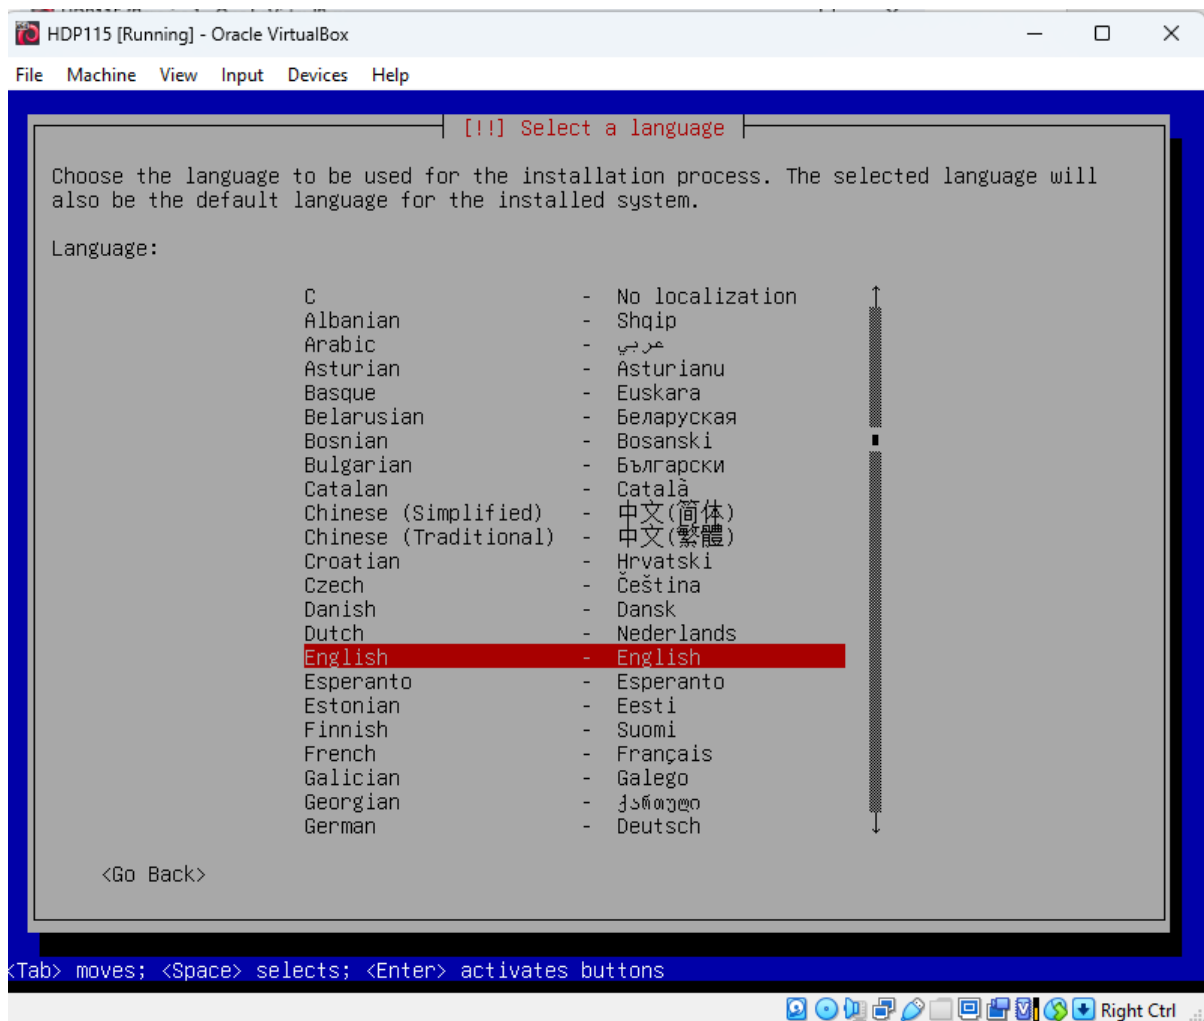 HDP115 [Running] - Oracle VirtualBox
File Machine View Input Devices Help
[!!] Select a language
Choose the language to be used for the installation process. The selected language will
also be the default language for the installed system.
Language:
C - No localization
Albanian - Shqip
Arabic - عربي
Asturian - Asturianu
Basque - Euskara
Belarusian - Беларуская
Bosnian - Bosanski
Bulgarian - Български
Catalan - Català
Chinese (Simplified) - 中文(简体)
Chinese (Traditional) - 中文(繁體)
Croatian - Hrvatski
Czech - Čeština
Danish - Dansk
Dutch - Nederlands
English - English
Esperanto - Esperanto
Estonian - Eesti
Finnish - Suomi
French - Français
Galician - Galego
Georgian - ქართული
German - Deutsch
<Go Back>
<Tab> moves; <Space> selects; <Enter> activates buttons
Right Ctrl